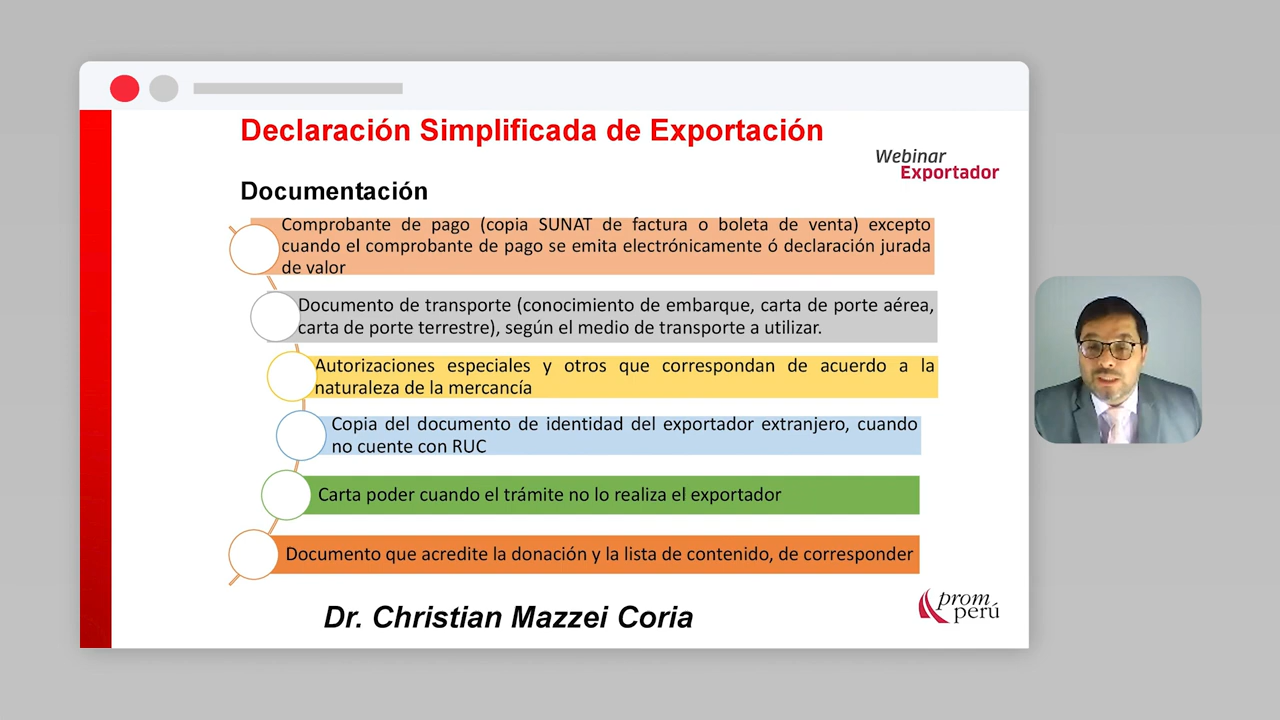 Declaración Simplificada de Exportación
Webinar
Exportador
Documentación
Comprobante de pago (copia SUNAT de factura o boleta de venta) excepto
cuando el comprobante de pago se emita electrónicamente ó declaración jurada
de valor
Documento de transporte (conocimiento de embarque, carta de porte aérea,
carta de porte terrestre), según el medio de transporte a utilizar.
Autorizaciones especiales y otros que correspondan de acuerdo a la
naturaleza de la mercancía
Copia del documento de identidad del exportador extranjero, cuando
no cuente con RUC
Carta poder cuando el trámite no lo realiza el exportador
Documento que acredite la donación y la lista de contenido, de corresponder
Dr. Christian Mazzei Coria
prom
perú